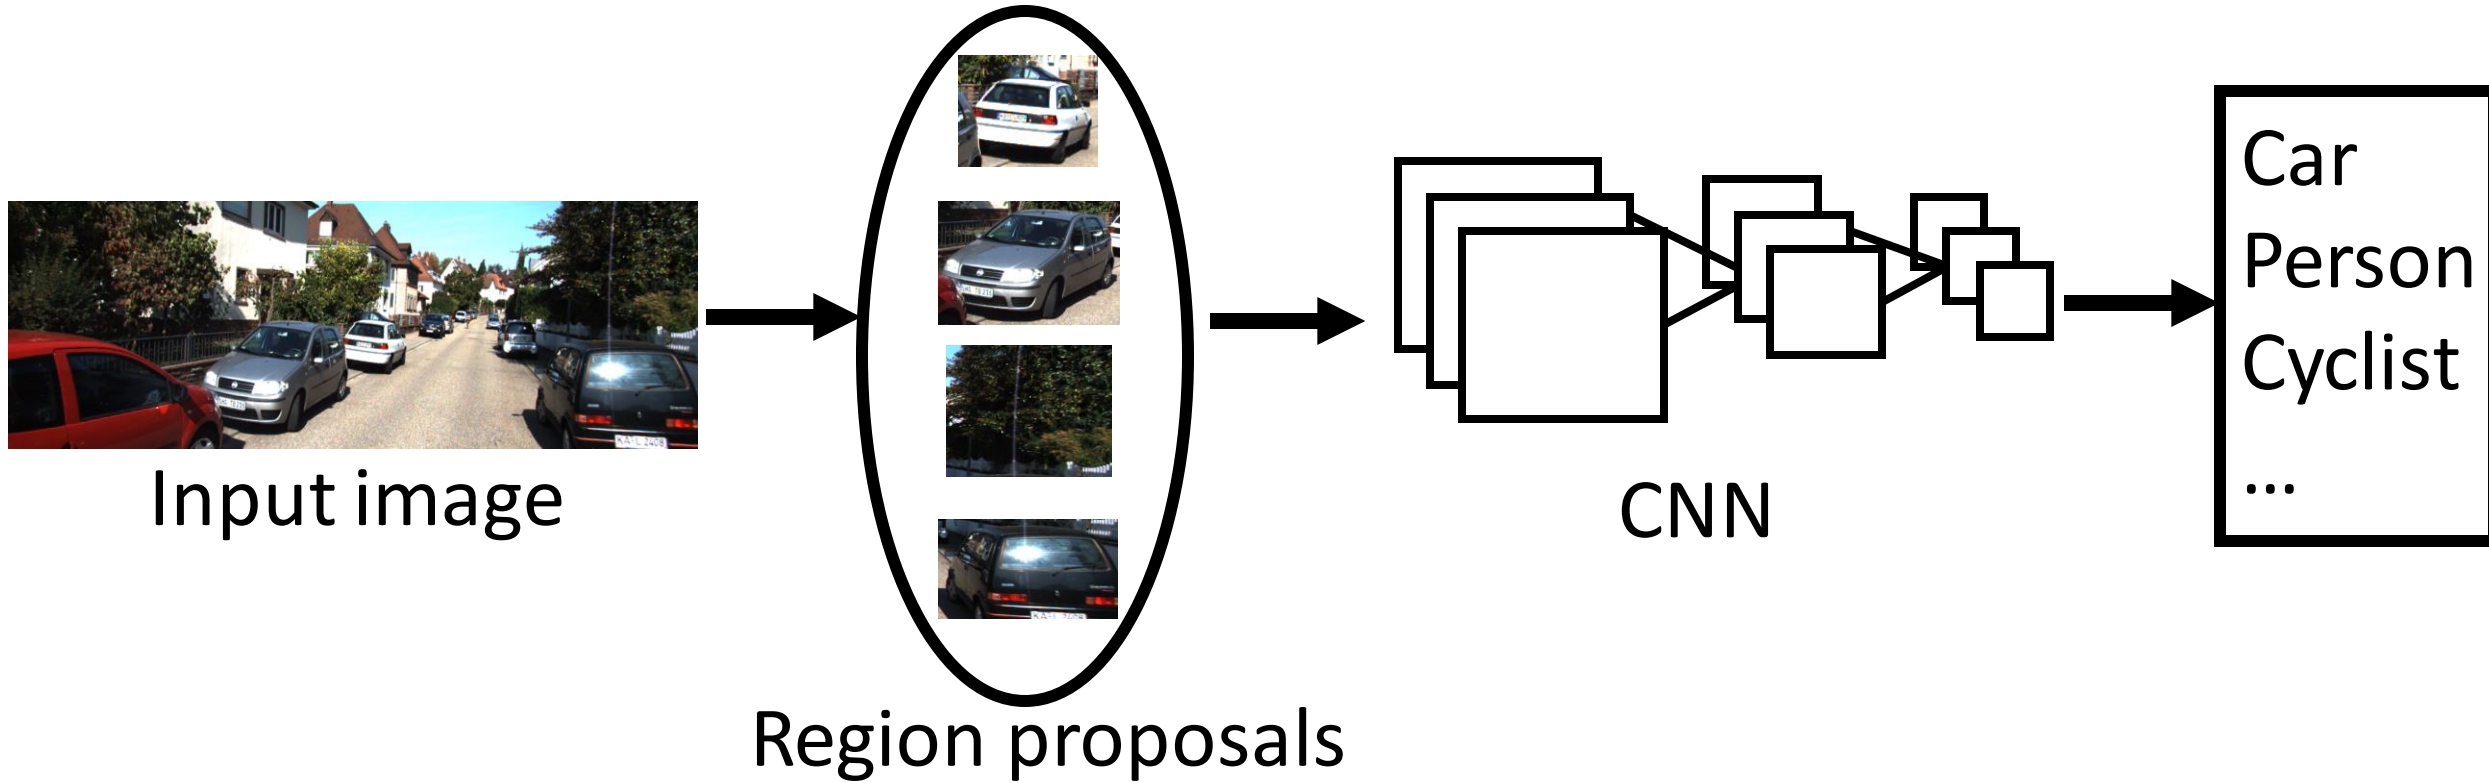 Input image
Region proposals
CNN
Car
Person
Cyclist
...